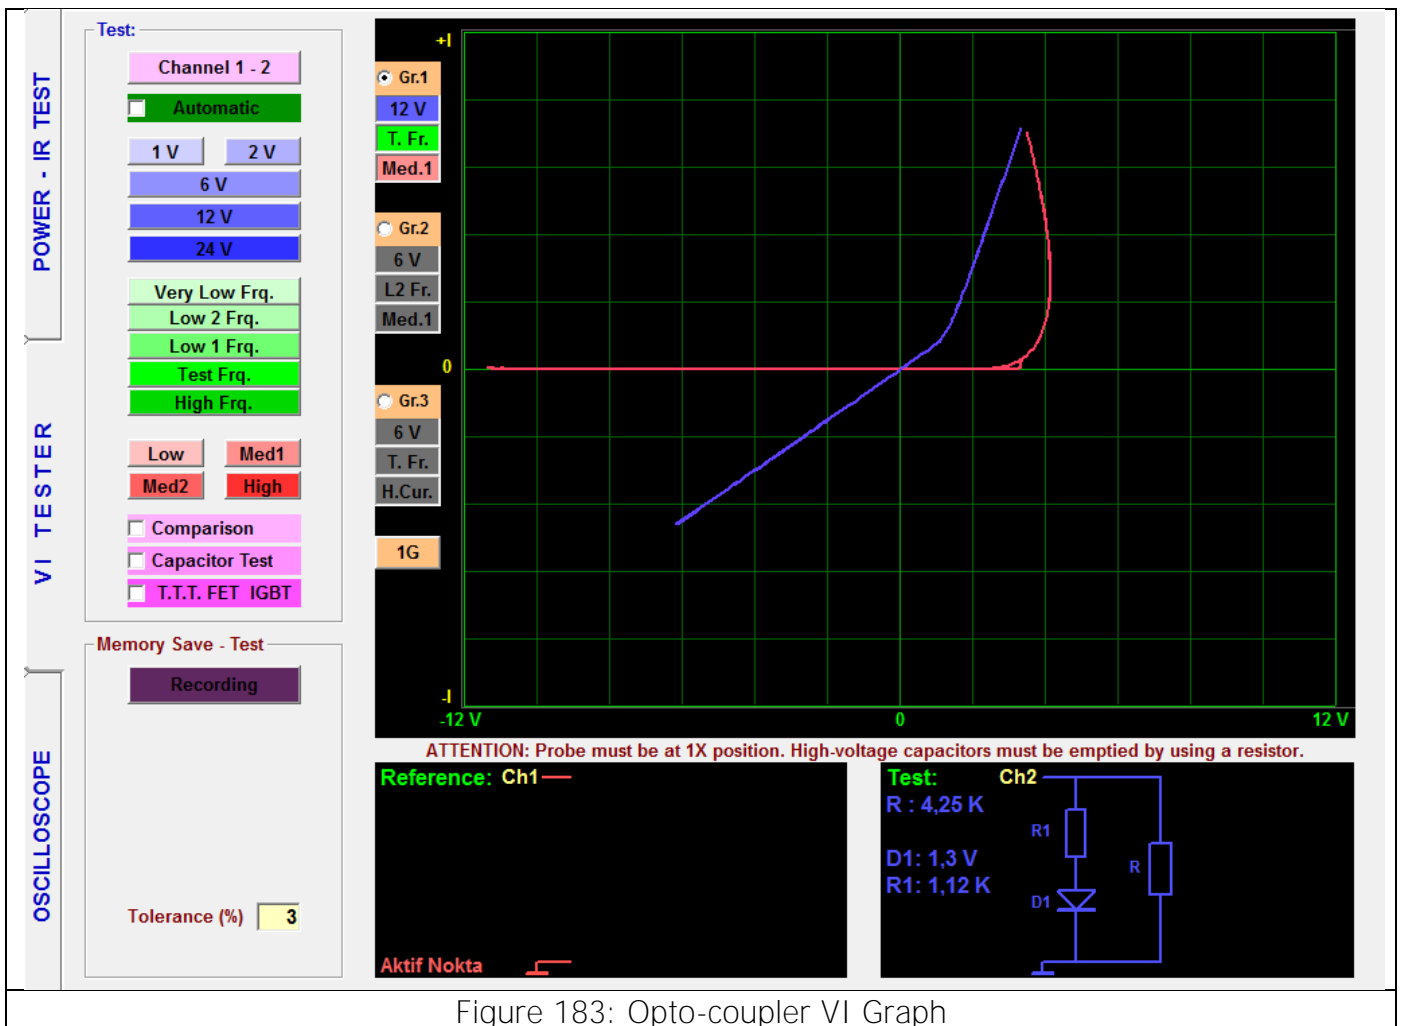 POWER - IR TEST
VI TESTER
OSCILLOSCOPE
Test:
Channel 1 - 2
Automatic
1 V
2 V
6 V
12 V
24 V
Very Low Frq.
Low 2 Frq.
Low 1 Frq.
Test Frq.
High Frq.
Low
Med1
Med2
High
Comparison
Capacitor Test
T.T.T. FET IGBT
Memory Save - Test
Recording
Tolerance (%) 3
Gr.1
12 V
T. Fr.
Med.1
Gr.2
6 V
L2 Fr.
Med.1
Gr.3
6 V
T. Fr.
H.Cur.
1G
+I
0
-I
-12 V
0
12 V
ATTENTION: Probe must be at 1X position. High-voltage capacitors must be emptied by using a resistor.
Reference: Ch1
Aktif Nokta
Test: Ch2
R : 4,25 K
D1: 1,3 V
R1: 1,12 K
R1
D1
R
Figure 183: Opto-coupler VI Graph